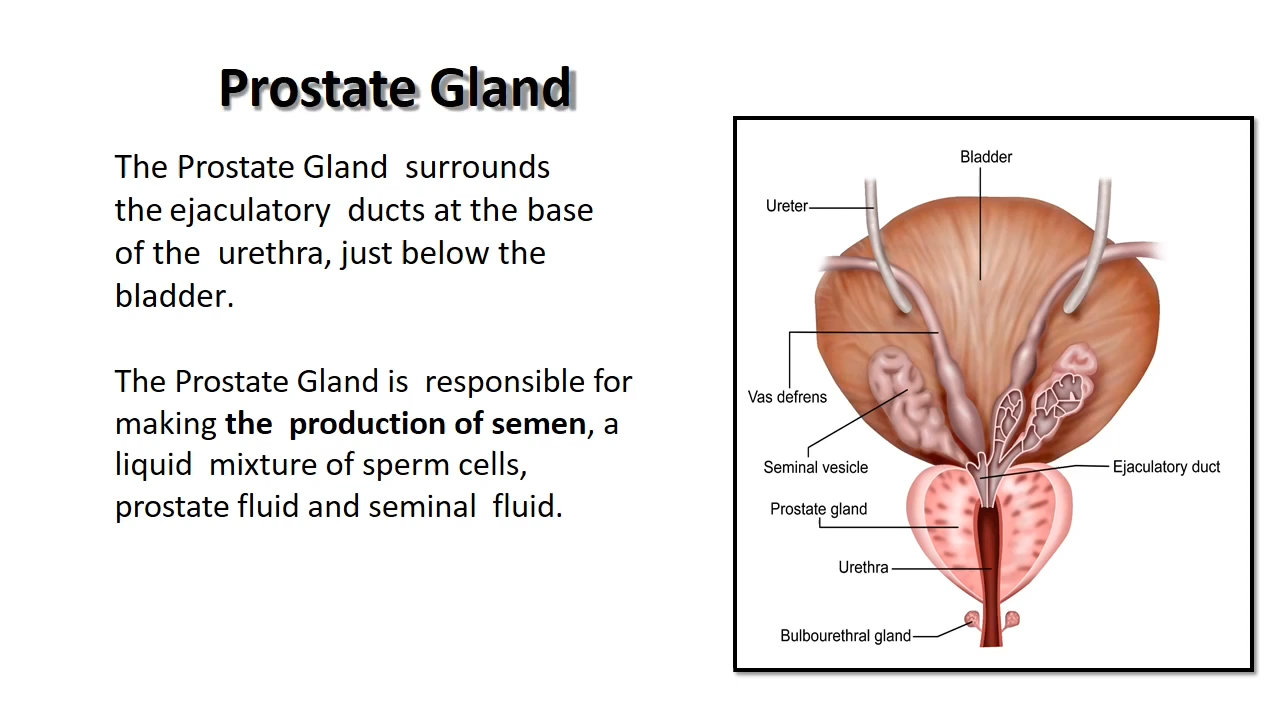 Prostate Gland
The Prostate Gland surrounds
the ejaculatory ducts at the base
of the urethra, just below the
bladder.
The Prostate Gland is responsible for
making the production of semen, a
liquid mixture of sperm cells,
prostate fluid and seminal fluid.
Bladder
Ureter
Vas defrens
Seminal vesicle
Ejaculatory duct
Prostate gland
Urethra
Bulbourethral gland